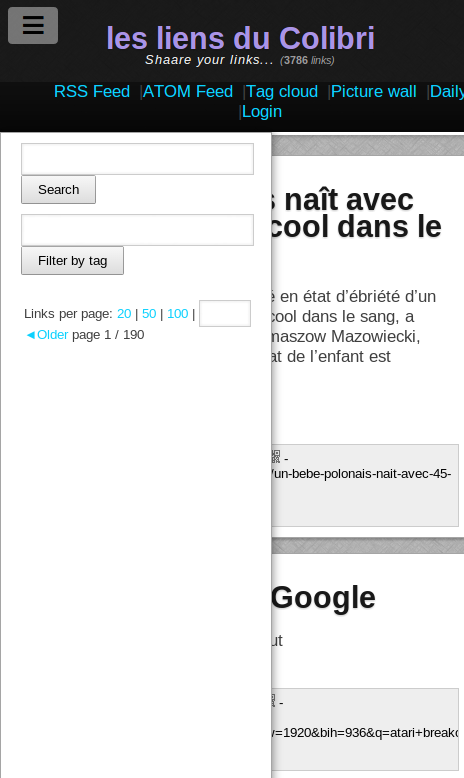 les liens du Colibri
Shaare your links... (3786 links)
RSS Feed | ATOM Feed | Tag cloud | Picture wall | Daily
| Login
Search
Filter by tag
Links per page: 20 | 50 | 100 |
◄Older page 1 / 190
naît avec
cool dans le
é en état d’ébriété d’un
cool dans le sang, a
maszow Mazowiecki,
at de l’enfant est
-
/un-bebe-polonais-nait-avec-45-
Google
ut
-
w=1920&bih=936&q=atari+breako